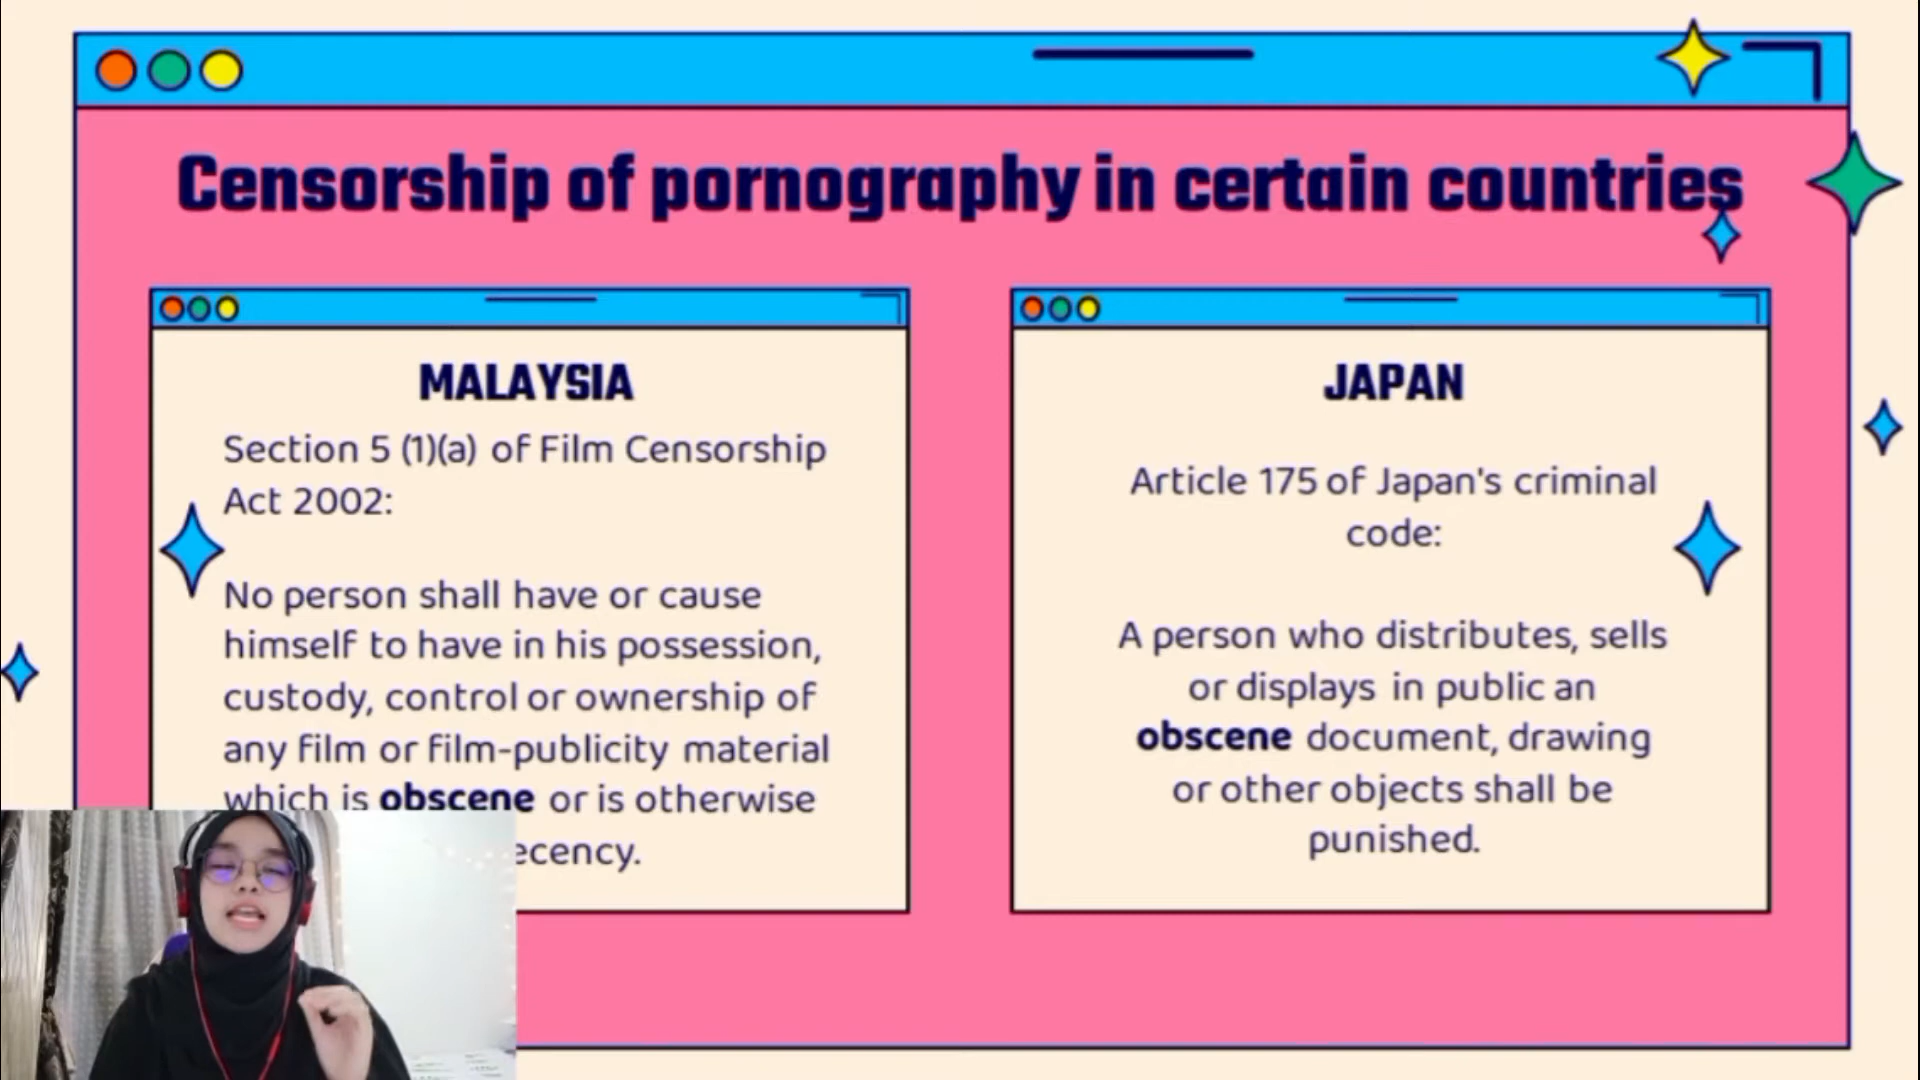 Censorship of pornography in certain countries
MALAYSIA
Section 5 (1)(a) of Film Censorship
Act 2002:
No person shall have or cause
himself to have in his possession,
custody, control or ownership of
any film or film-publicity material
which is obscene or is otherwise
ecency.
JAPAN
Article 175 of Japan's criminal
code:
A person who distributes, sells
or displays in public an
obscene document, drawing
or other objects shall be
punished.